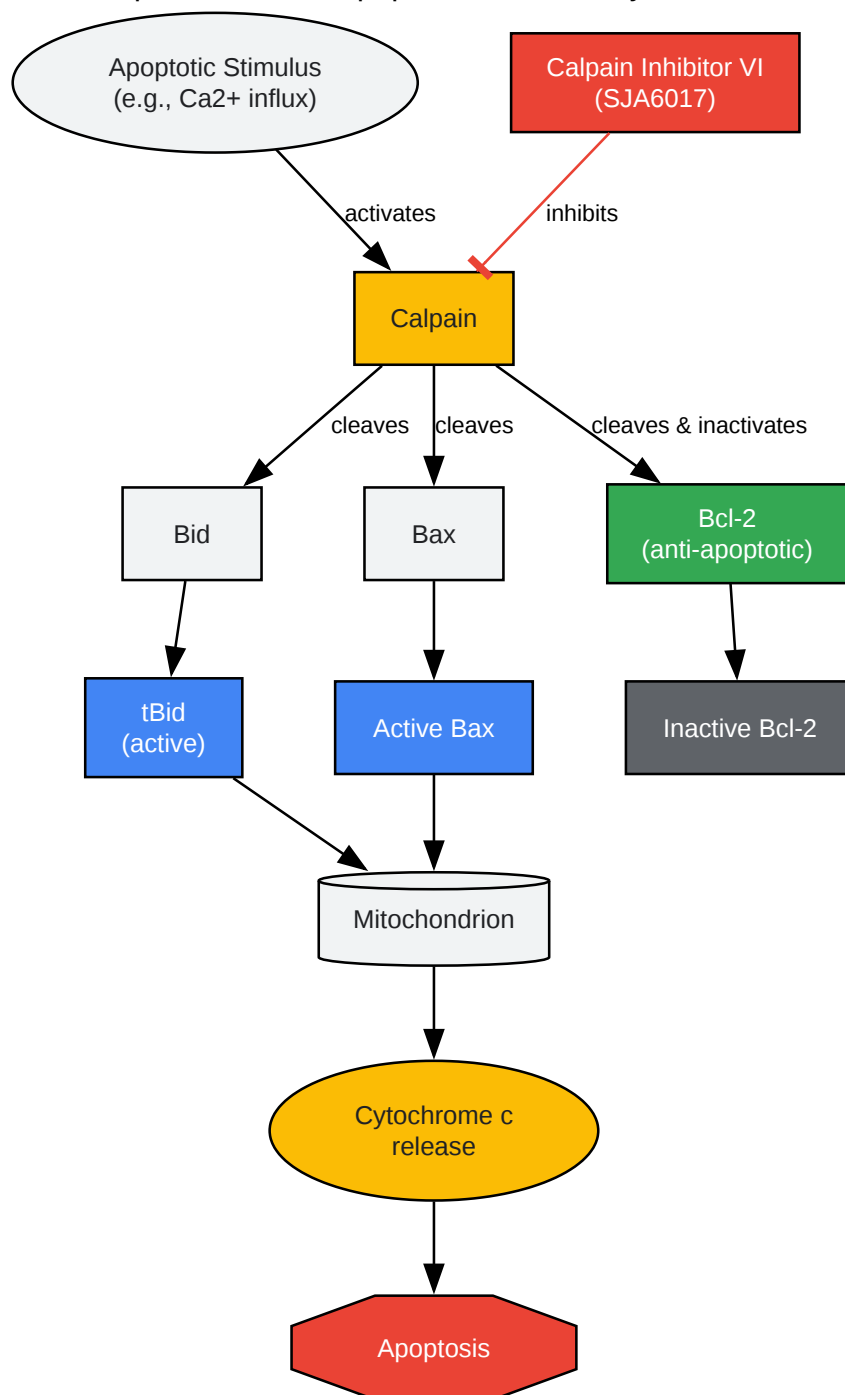 Apoptotic Stimulus
(e.g., Ca2+ influx)
Calpain Inhibitor VI
(SJA6017)
activates
inhibits
Calpain
cleaves
cleaves
cleaves & inactivates
Bid
Bax
Bcl-2
(anti-apoptotic)
tBid
(active)
Active Bax
Inactive Bcl-2
Mitochondrion
Cytochrome c
release
Apoptosis